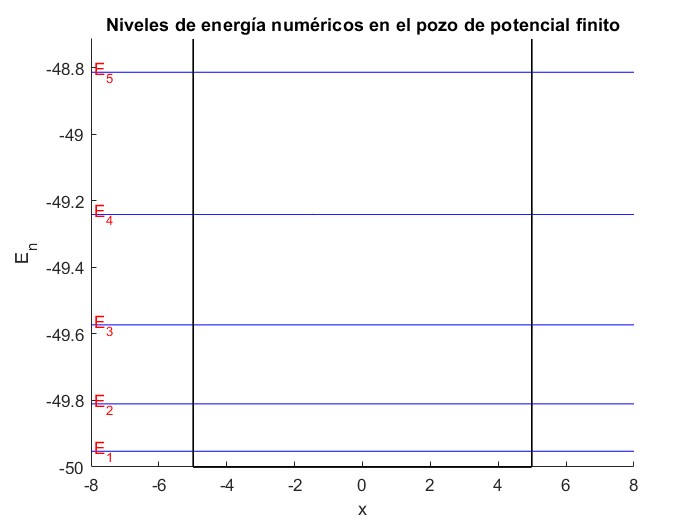 Niveles de energía numéricos en el pozo de potencial finito
-48.8
E5
-49
-49.2
E4
-49.4
En
E3
-49.6
-49.8
E2
E1
-50
-8 -6 -4 -2 0 2 4 6 8
x